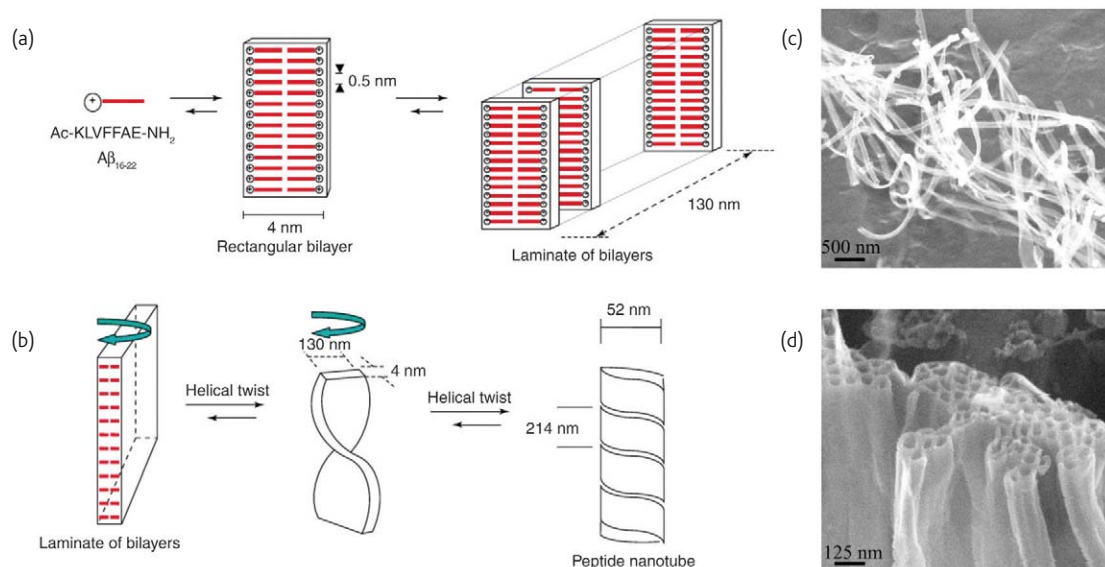 (a)
Ac-KLVFFAE-NH₂
Aβ₁₆₋₂₂
0.5 nm
4 nm
Rectangular bilayer
130 nm
Laminate of bilayers
(b)
Laminate of bilayers
Helical twist
130 nm
4 nm
Helical twist
52 nm
214 nm
Peptide nanotube
(c)
500 nm
(d)
125 nm